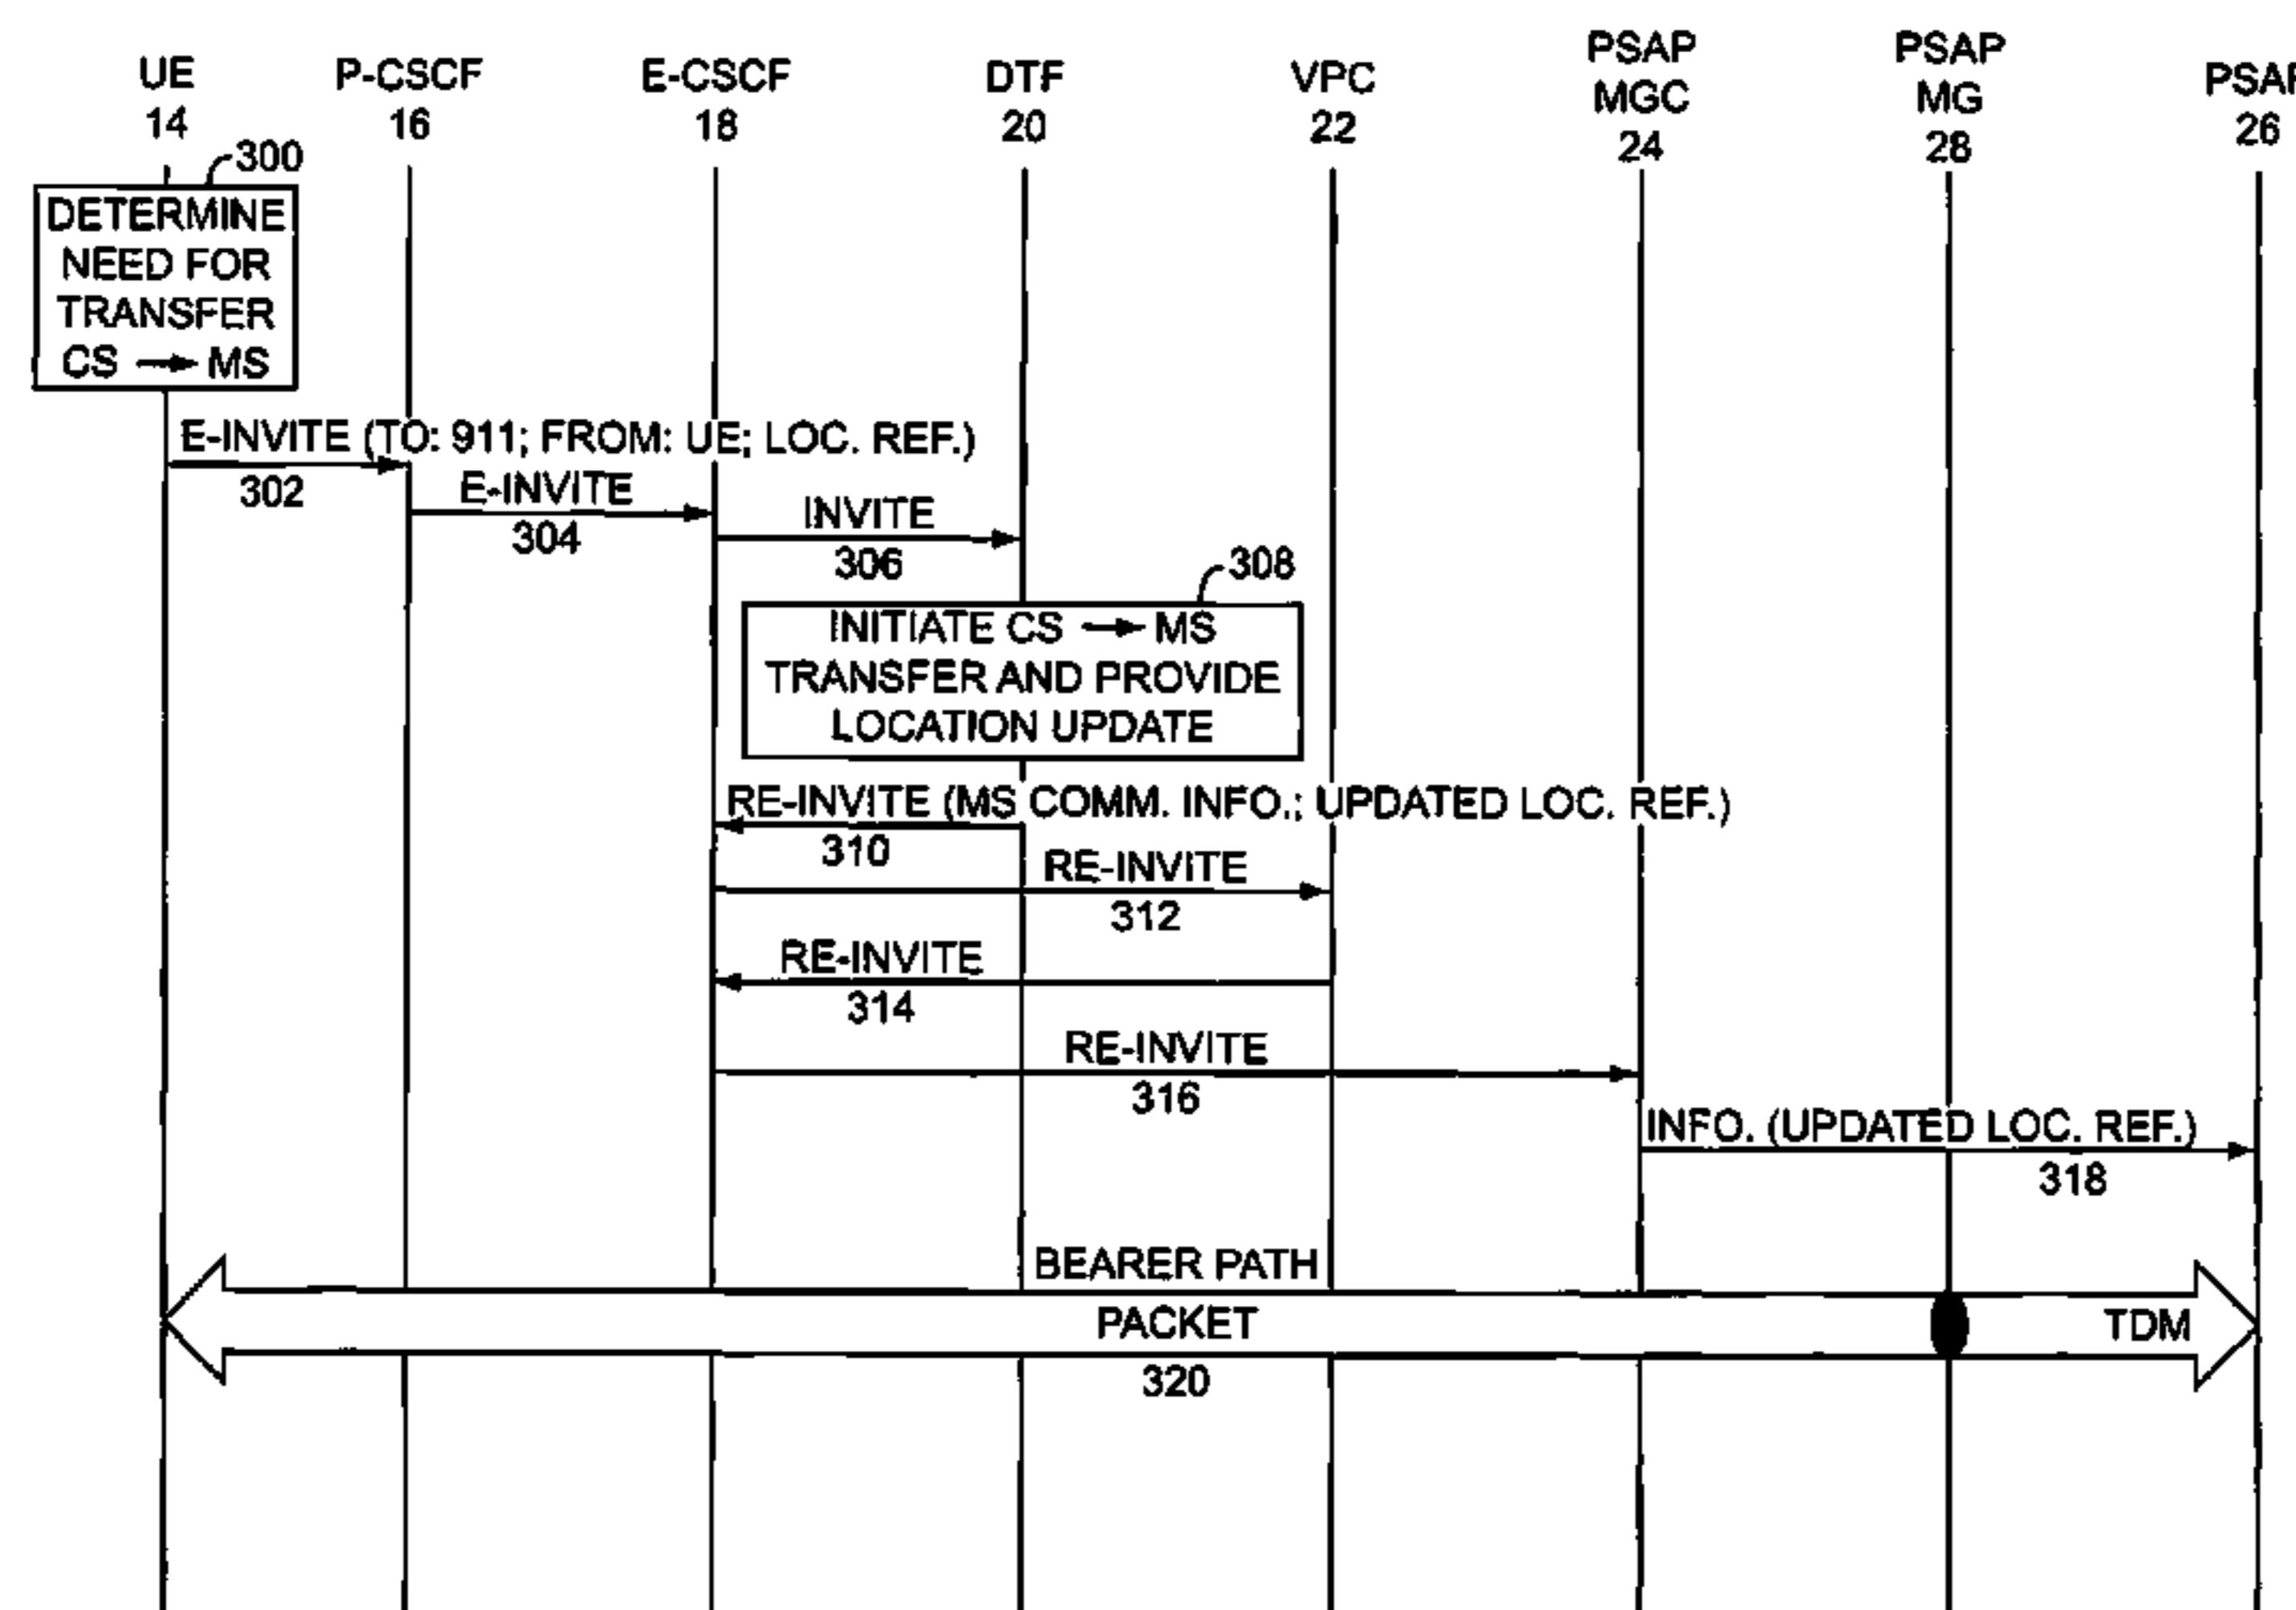 UE
14
P-CSCF
16
E-CSCF
18
DTF
20
VPC
22
PSAP
MGC
24
PSAP
MG
28
PSAP
26
300
DETERMINE
NEED FOR
TRANSFER
CS → MS
E-INVITE (TO: 911; FROM: UE; LOC. REF.)
302
E-INVITE
304
INVITE
306
308
INITIATE CS → MS
TRANSFER AND PROVIDE
LOCATION UPDATE
RE-INVITE (MS COMM. INFO.; UPDATED LOC. REF.)
310
RE-INVITE
312
RE-INVITE
314
RE-INVITE
316
INFO. (UPDATED LOC. REF.)
318
BEARER PATH
PACKET
TDM
320